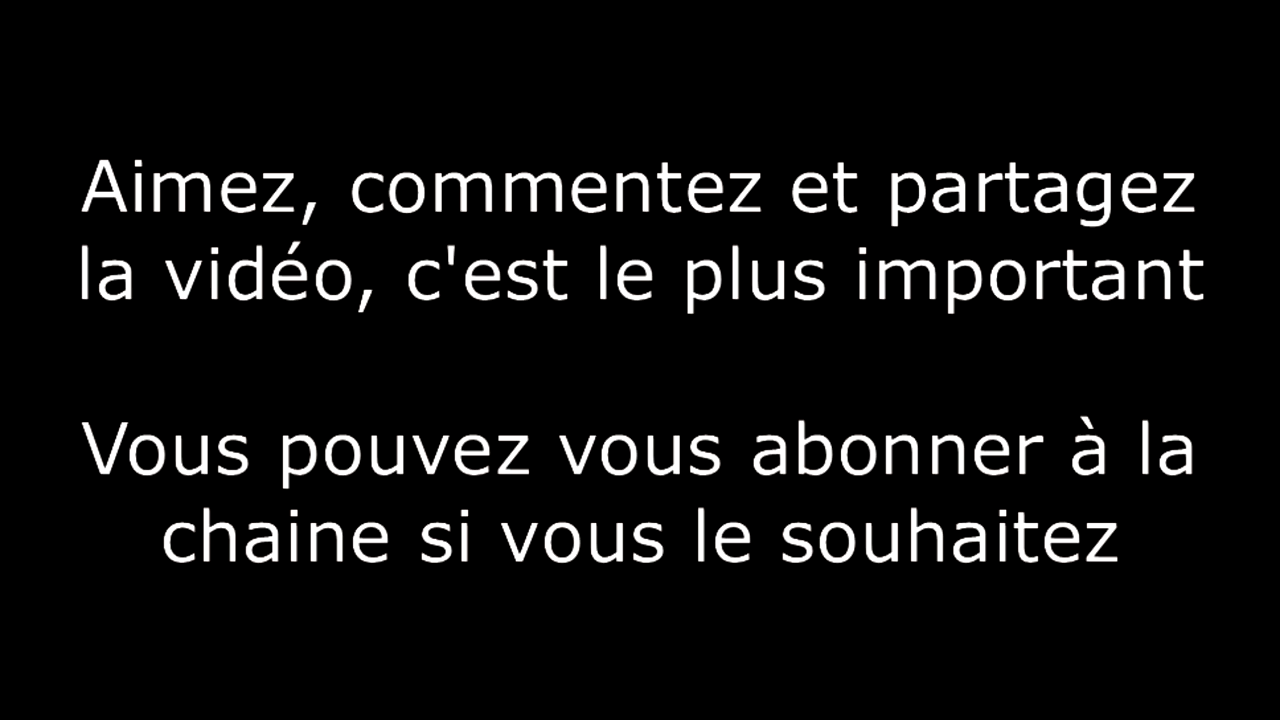 Aimez, commentez et partagez
la vidéo, c'est le plus important
Vous pouvez vous abonner à la
chaine si vous le souhaitez